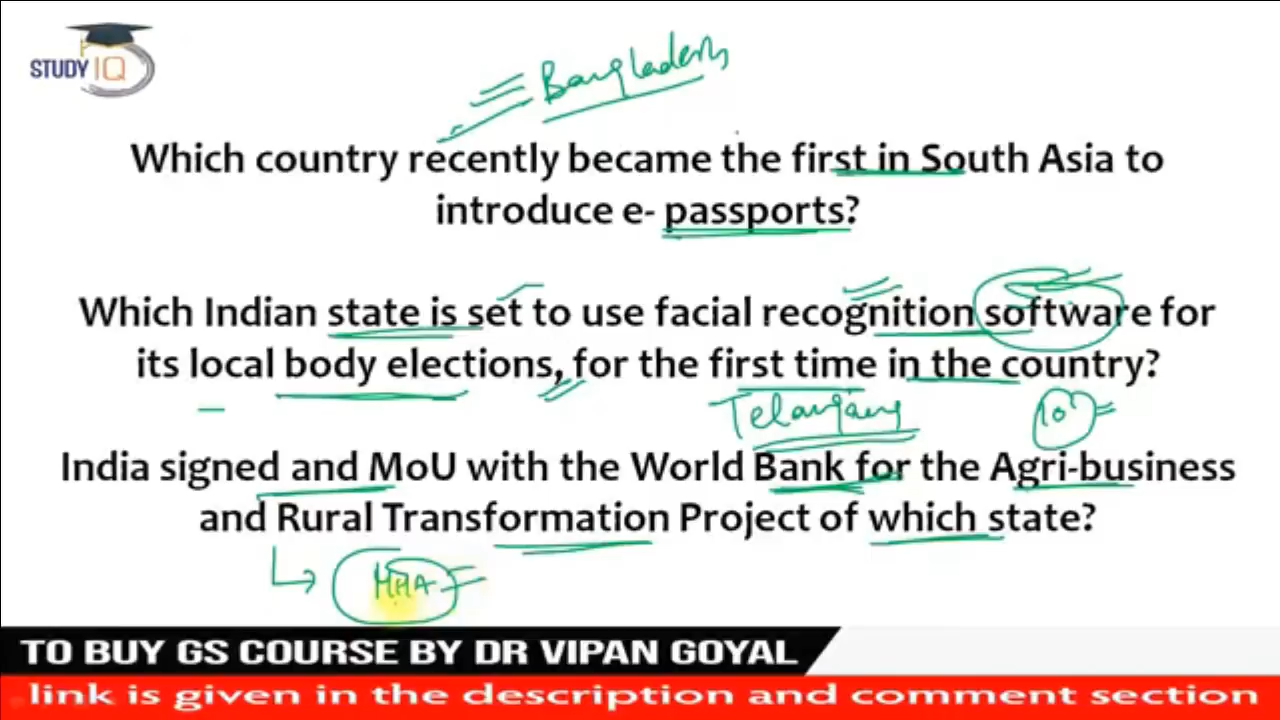 STUDY IQ
Bangladesh
Which country recently became the first in South Asia to
introduce e- passports?
Which Indian state is set to use facial recognition software for
its local body elections, for the first time in the country?
Telangana
10
India signed and MoU with the World Bank for the Agri-business
and Rural Transformation Project of which state?
MHA
TO BUY GS COURSE BY DR VIPAN GOYAL
link is given in the description and comment section